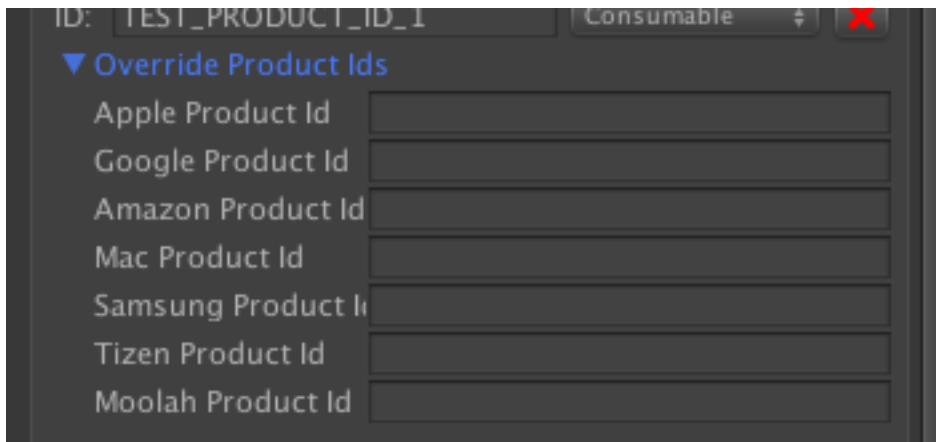 ID: TEST_PRODUCT_ID_1 Consumable
Override Product Ids
Apple Product Id
Google Product Id
Amazon Product Id
Mac Product Id
Samsung Product I
Tizen Product Id
Moolah Product Id